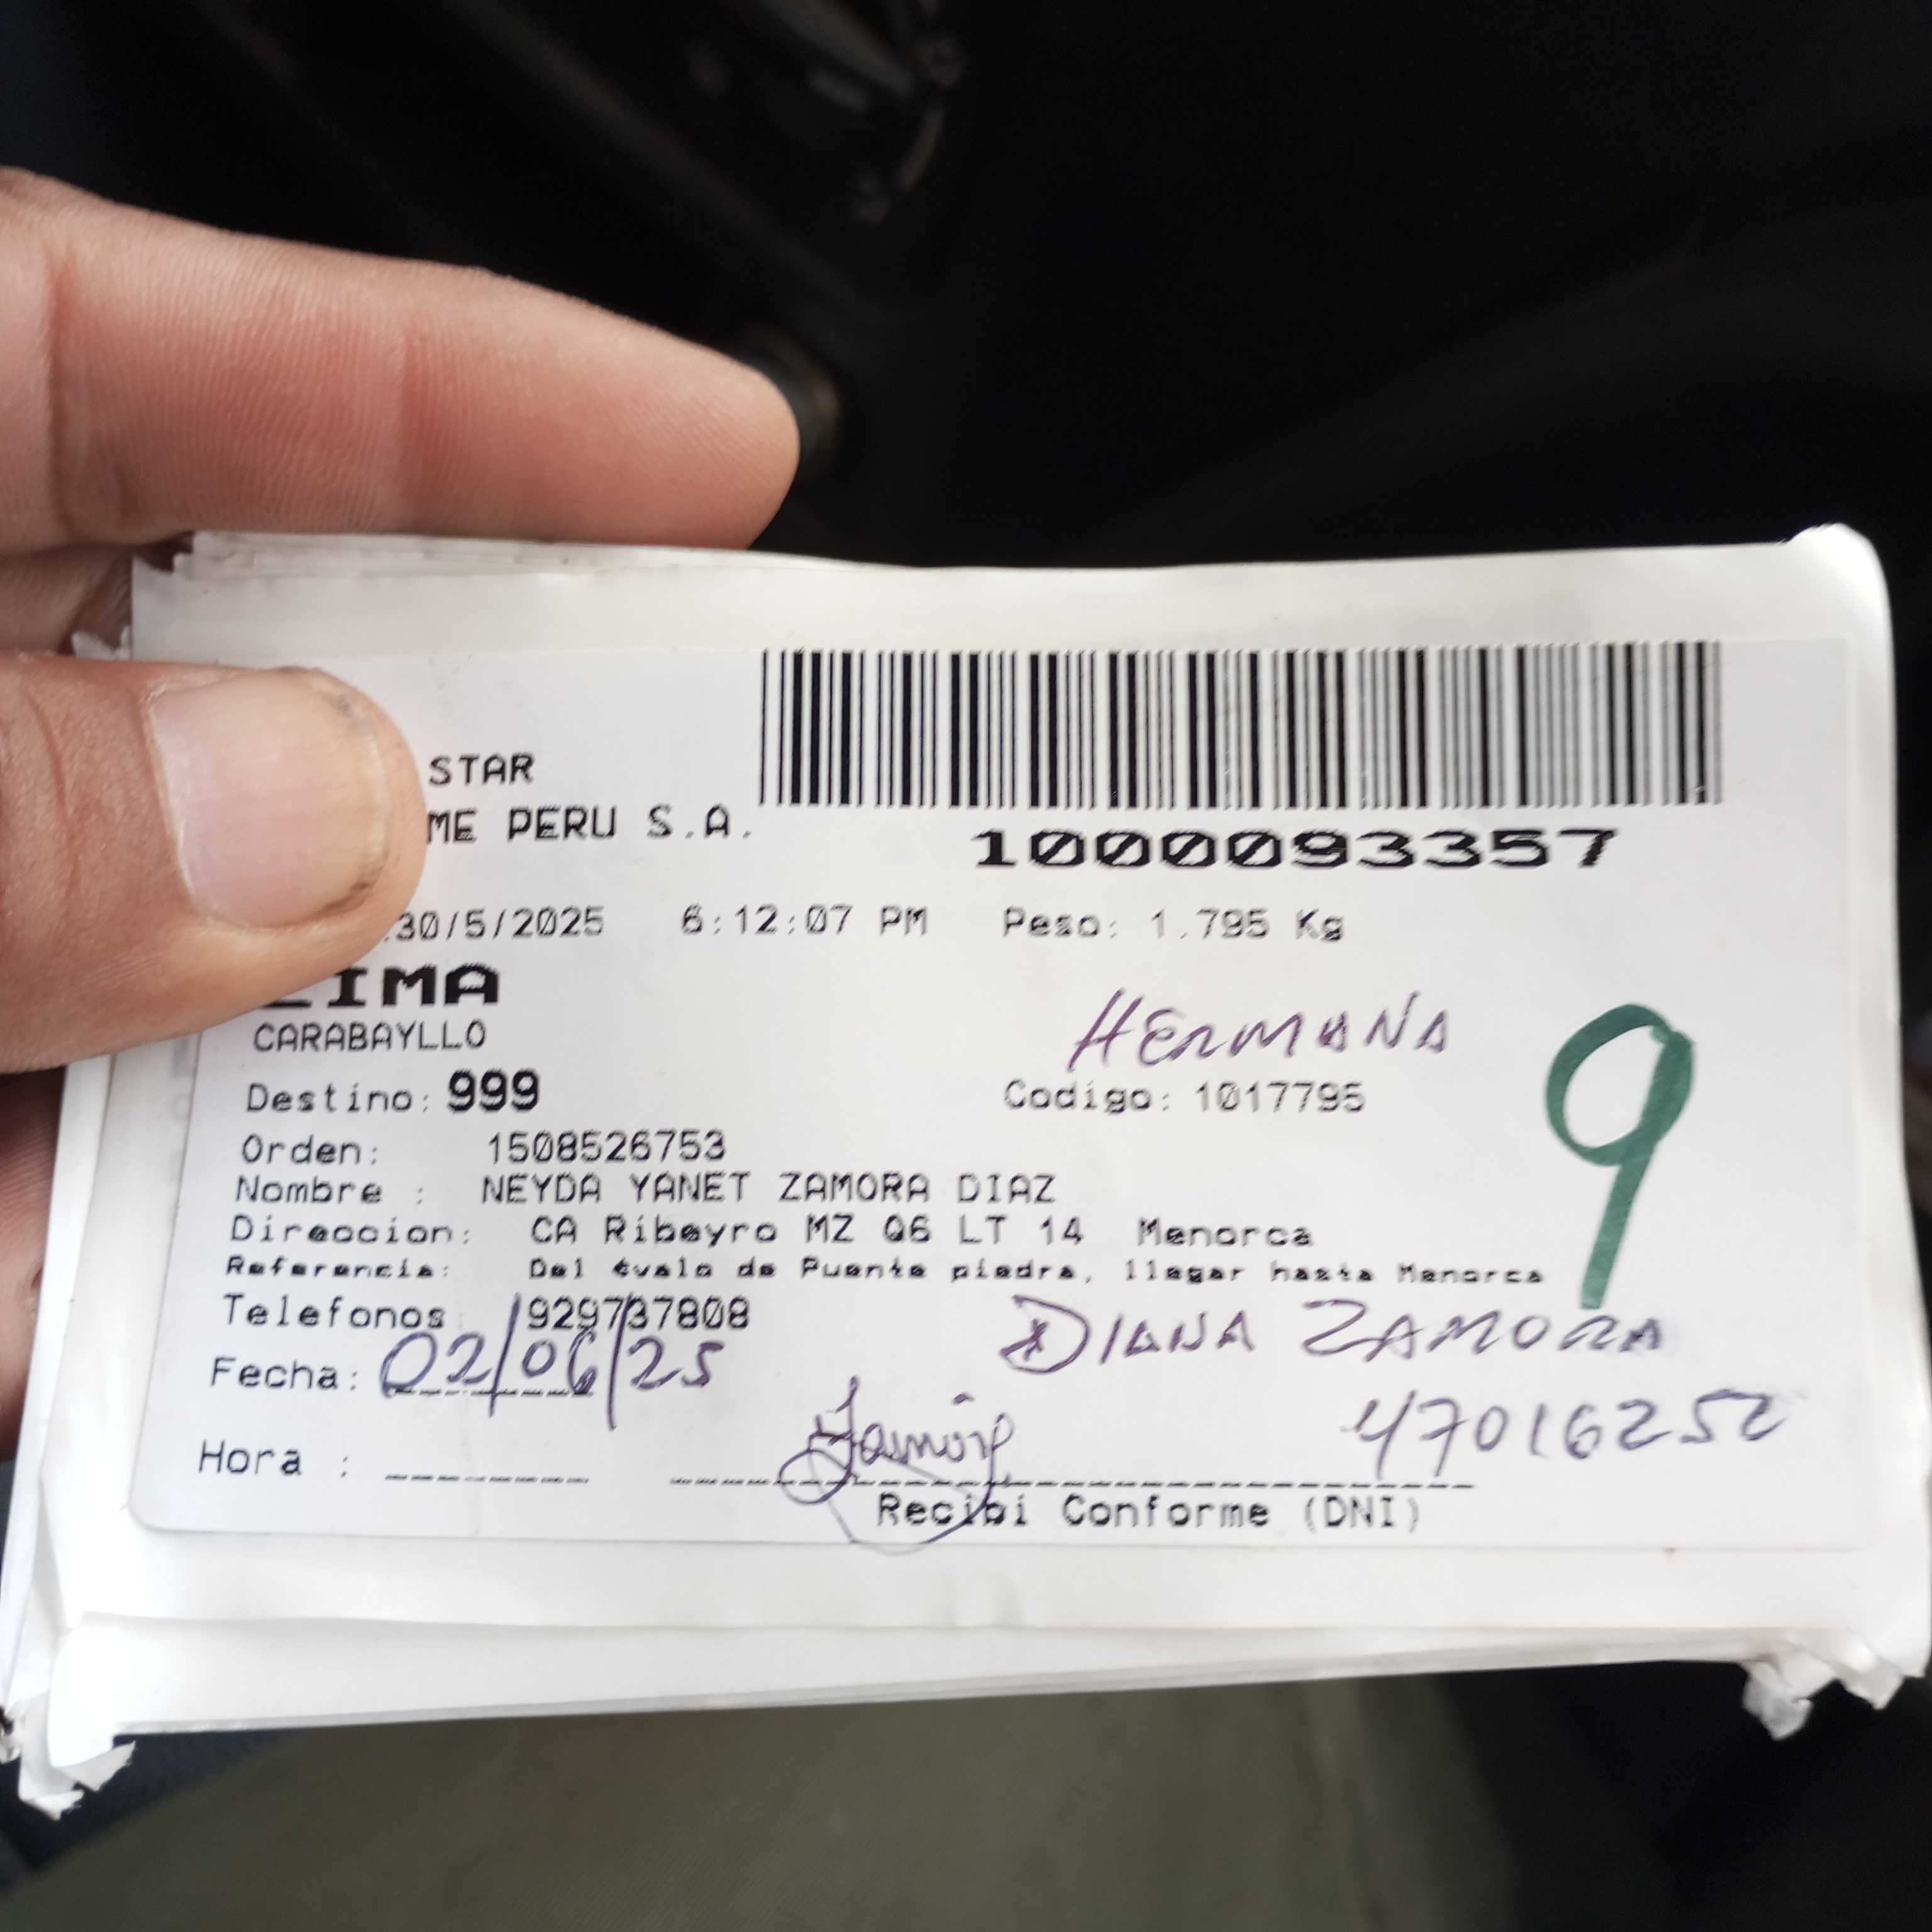 STAR
ME PERU S.A.
1000093357
30/5/2025 6:12:07 PM Peso: 1.795 Kg
LIMA
CARABAYLLO
HERMANA
Destino: 999 Codigo: 1017795
9
Orden: 1508526753
Nombre : NEYDA YANET ZAMORA DIAZ
Direccion: CA Ribeyro MZ Q6 LT 14 Menorca
Referencia: Del óvalo de Puente piedra, llegar hasta Menorca
Telefonos 929737808
DIANA ZAMORA
Fecha: 02/06/25
47016252
Hora :
Recibi Conforme (DNI)